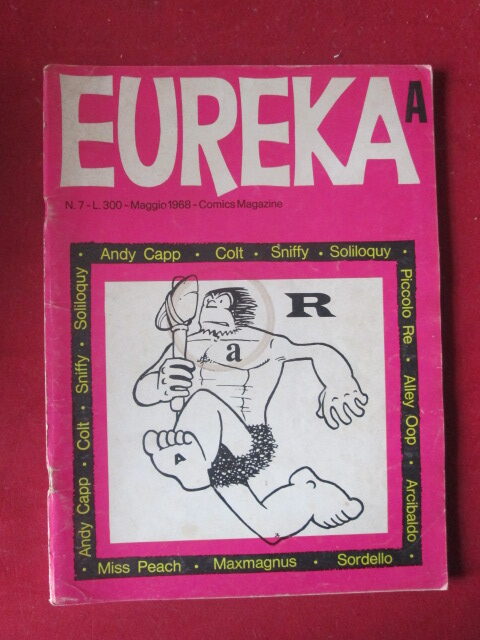 EUREKA
A
N. 7 - L. 300 - Maggio 1968 - Comics Magazine
Andy Capp • Colt • Sniffy • Soliloquy •
Piccolo Re • Alley Oop • Arcibaldo •
Miss Peach • Maxmagnus • Sordello •
Andy Capp • Colt • Sniffy • Soliloquy
R
a
A